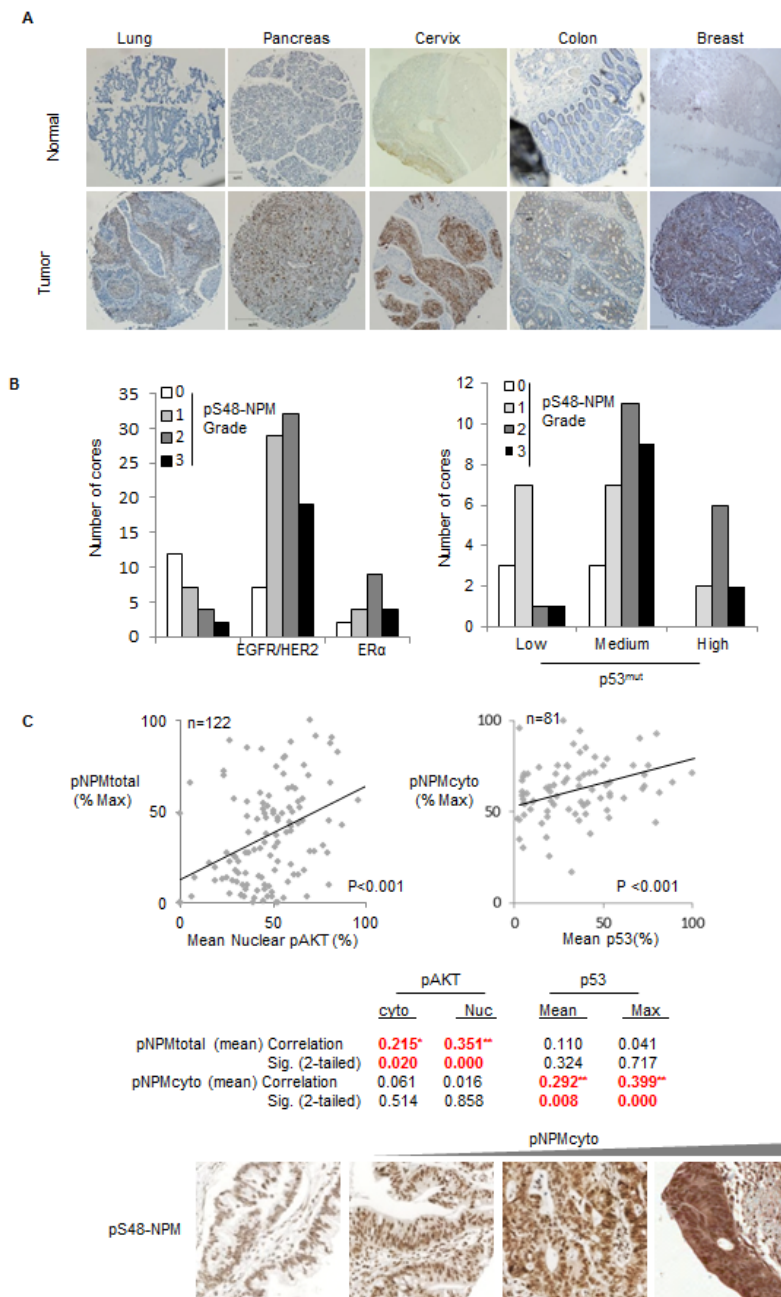 A
Lung Pancreas Cervix Colon Breast
Normal
Tumor
B
35
30
25
20
15
10
5
0
Number of cores
0
1
2
3
pS48-NPM
Grade
EGFR/HER2 ERα
12
10
8
6
4
2
0
Number of cores
0
1
2
3
pS48-NPM
Grade
Low Medium High
p53mut
C
100
50
0
pNPMtotal
(% Max)
n=122
P<0.001
0 50 100
Mean Nuclear pAKT (%)
100
50
0
pNPMcyto
(% Max)
n=81
P <0.001
0 50 100
Mean p53(%)
pAKT p53
cyto Nuc Mean Max
pNPMtotal (mean) Correlation 0.215* 0.351** 0.110 0.041
Sig. (2-tailed) 0.020 0.000 0.324 0.717
pNPMcyto (mean) Correlation 0.061 0.016 0.292** 0.399**
Sig. (2-tailed) 0.514 0.858 0.008 0.000
pNPMcyto
pS48-NPM